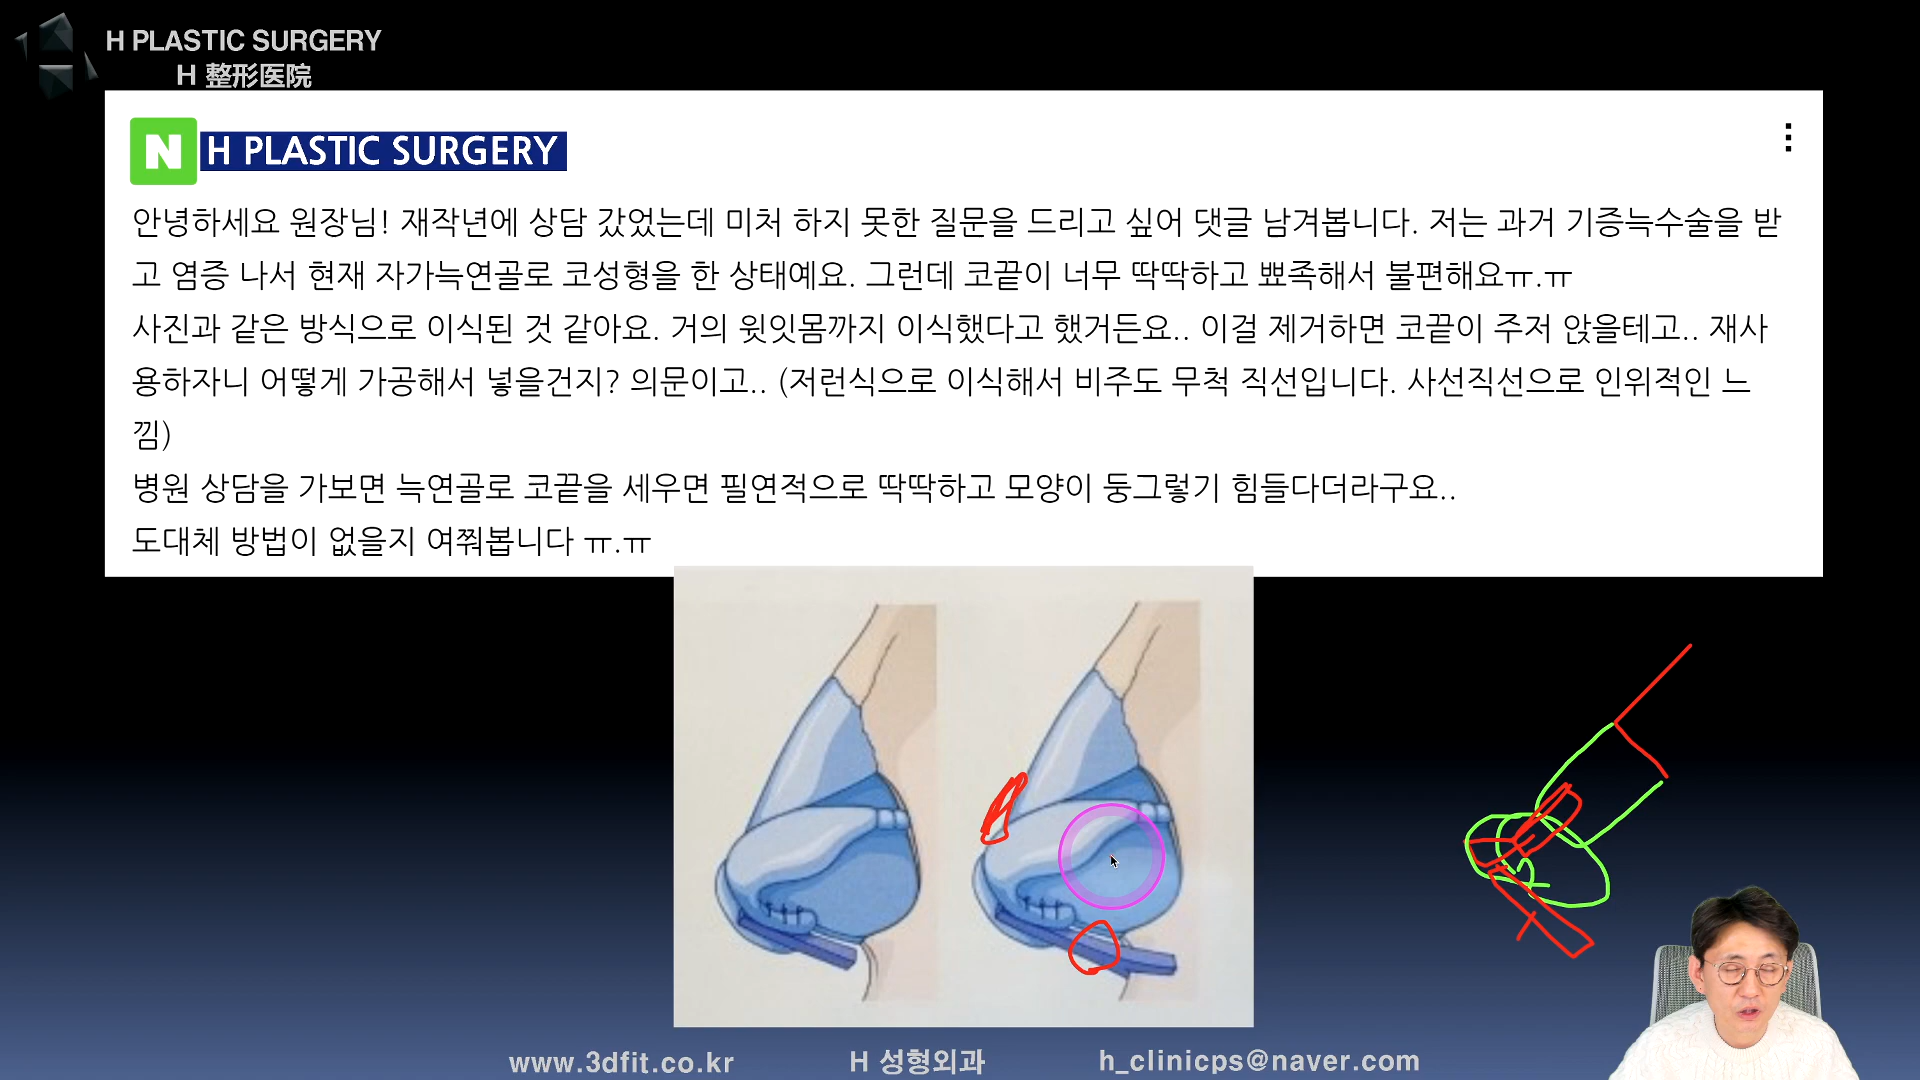 H PLASTIC SURGERY
H 整形医院
N H PLASTIC SURGERY
안녕하세요 원장님! 재작년에 상담 갔었는데 미처 하지 못한 질문을 드리고 싶어 댓글 남겨봅니다. 저는 과거 기증늑수술을 받
고 염증 나서 현재 자가늑연골로 코성형을 한 상태예요. 그런데 코끝이 너무 딱딱하고 뾰족해서 불편해요ㅠ.ㅠ
사진과 같은 방식으로 이식된 것 같아요. 거의 윗잇몸까지 이식했다고 했거든요.. 이걸 제거하면 코끝이 주저 앉을테고.. 재사
용하자니 어떻게 가공해서 넣을건지? 의문이고.. (저런식으로 이식해서 비주도 무척 직선입니다. 사선직선으로 인위적인 느
낌)
병원 상담을 가보면 늑연골로 코끝을 세우면 필연적으로 딱딱하고 모양이 둥그렇기 힘들다더라구요..
도대체 방법이 없을지 여쭤봅니다 ㅠ.ㅠ
www.3dfit.co.kr
H 성형외과
h_clinicps@naver.com